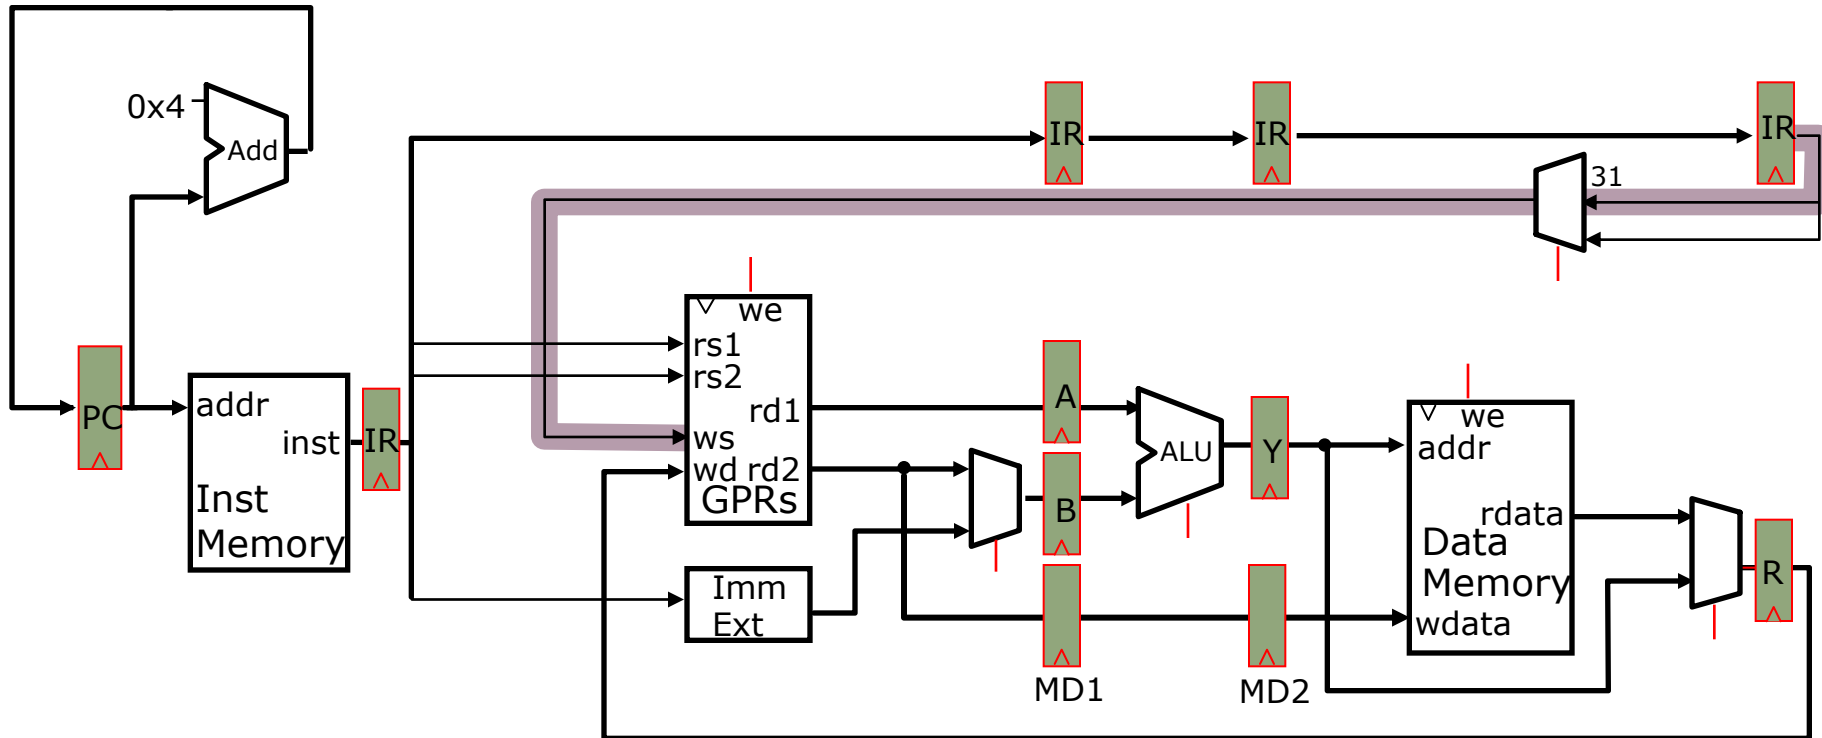 0x4
Add
IR
IR
IR
31
we
rs1
rs2
rd1
ws
wd rd2
GPRs
PC
addr
inst
Inst
Memory
IR
A
B
ALU
Y
we
addr
rdata
Data
Memory
wdata
R
Imm
Ext
MD1
MD2